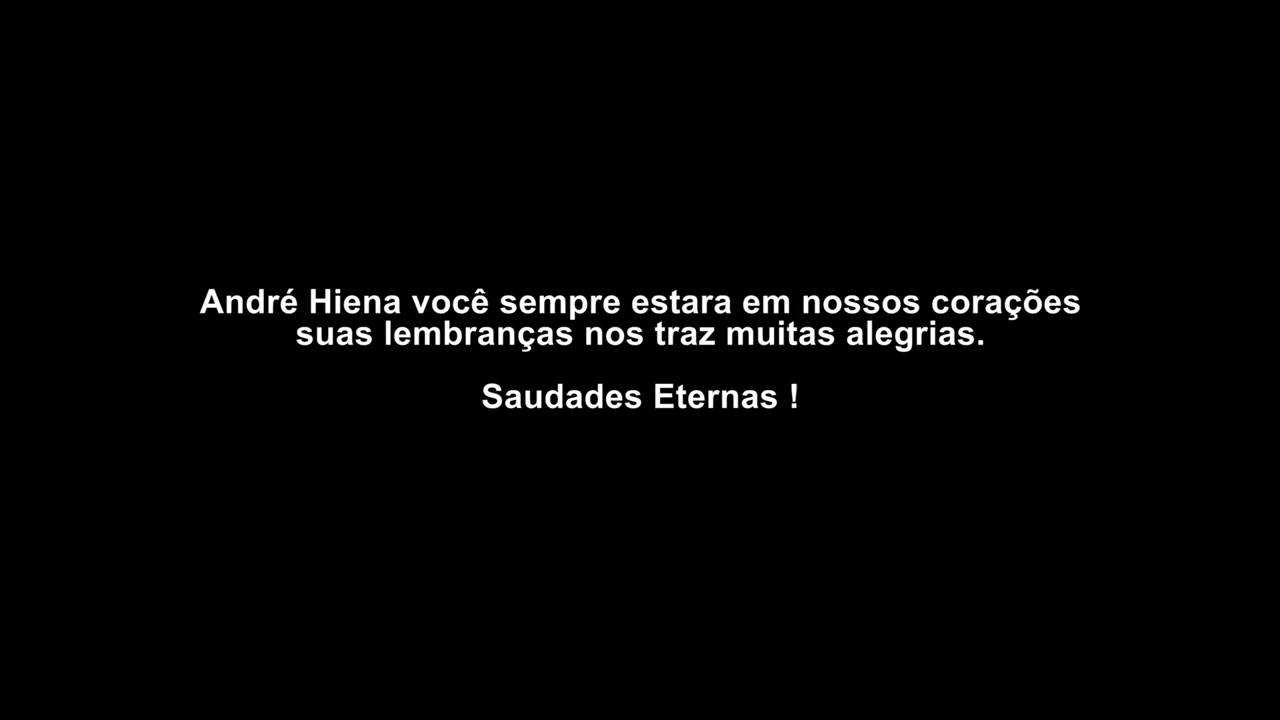 André Hiena você sempre estara em nossos corações
suas lembranças nos traz muitas alegrias.
Saudades Eternas !